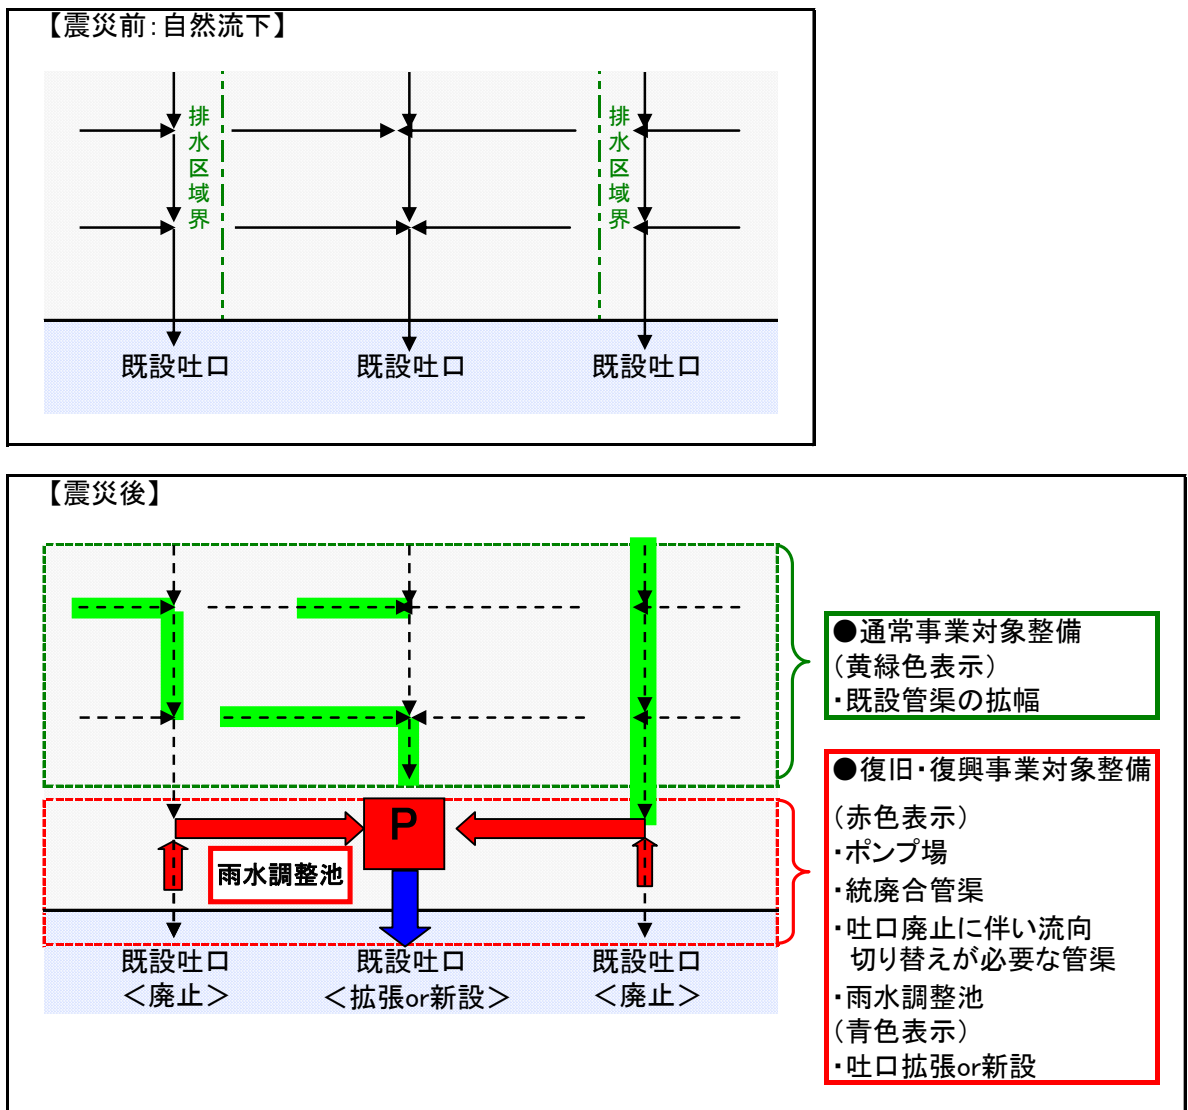 【震災前:自然流下】
排水区域界
排水区域界
既設吐口
既設吐口
既設吐口
【震災後】
P
雨水調整池
既設吐口
＜廃止＞
既設吐口
＜拡張or新設＞
既設吐口
＜廃止＞
●通常事業対象整備
(黄緑色表示)
・既設管渠の拡幅
●復旧・復興事業対象整備
(赤色表示)
・ポンプ場
・統廃合管渠
・吐口廃止に伴い流向
切り替えが必要な管渠
・雨水調整池
(青色表示)
・吐口拡張or新設